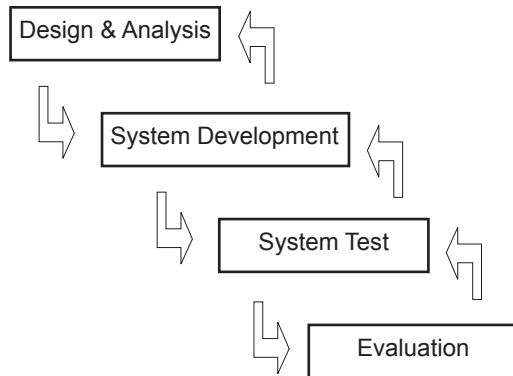 Design & Analysis
System Development
System Test
Evaluation